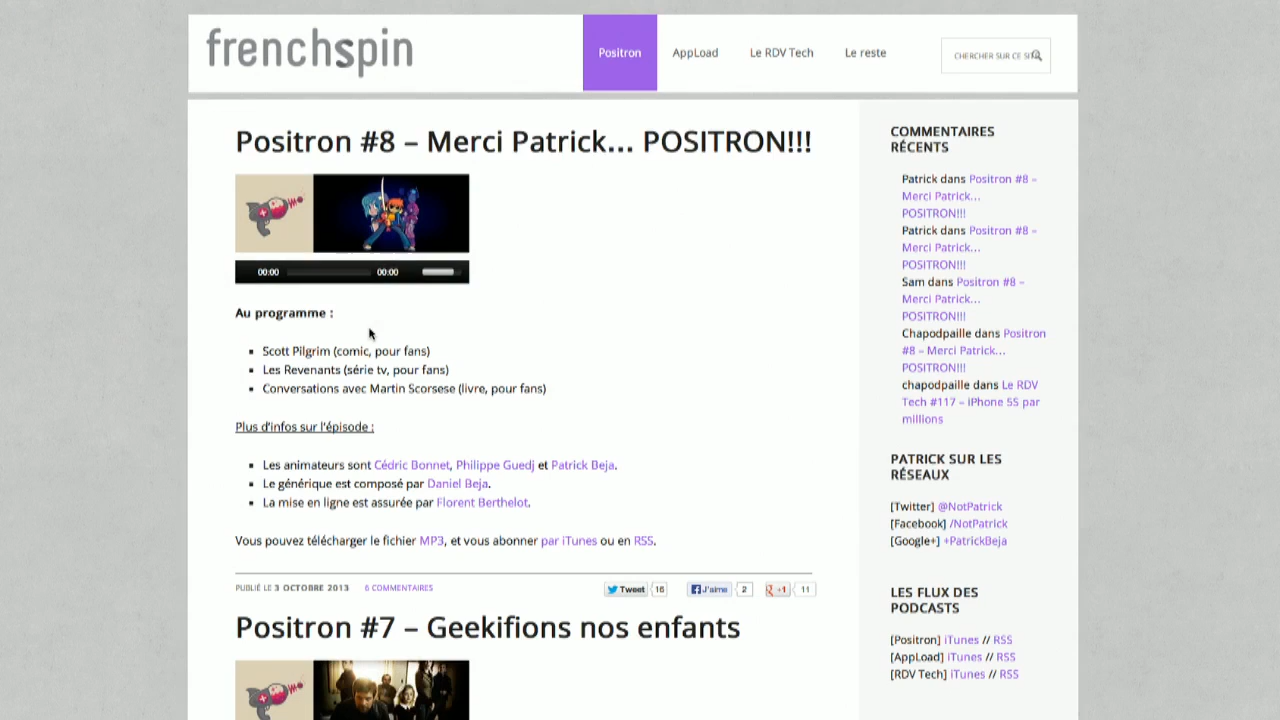 frenchspin
Positron
AppLoad
Le RDV Tech
Le reste
Positron #8 – Merci Patrick... POSITRON!!!
00:00
00:00
Au programme :
Scott Pilgrim (comic, pour fans)
Les Revenants (série tv, pour fans)
Conversations avec Martin Scorsese (livre, pour fans)
Plus d'infos sur l'épisode :
Les animateurs sont Cédric Bonnet, Philippe Guedj et Patrick Beja.
Le générique est composé par Daniel Beja.
La mise en ligne est assurée par Florent Berthelot.
Vous pouvez télécharger le fichier MP3, et vous abonner par iTunes ou en RSS.
PUBLIÉ LE 3 OCTOBRE 2013 6 COMMENTAIRES
Tweet 16
J'aime 2
+1 11
Positron #7 – Geekifions nos enfants
CHERCHER SUR CE
COMMENTAIRES
RÉCENTS
Patrick dans Positron #8 –
Merci Patrick...
POSITRON!!!
Patrick dans Positron #8 –
Merci Patrick...
POSITRON!!!
Sam dans Positron #8 –
Merci Patrick...
POSITRON!!!
Chapodpaille dans Positron
#8 – Merci Patrick...
POSITRON!!!
chapodpaille dans Le RDV
Tech #117 – iPhone 5S par
millions
PATRICK SUR LES
RÉSEAUX
[Twitter] @NotPatrick
[Facebook] /NotPatrick
[Google+] +PatrickBeja
LES FLUX DES
PODCASTS
[Positron] iTunes // RSS
[AppLoad] iTunes // RSS
[RDV Tech] iTunes // RSS